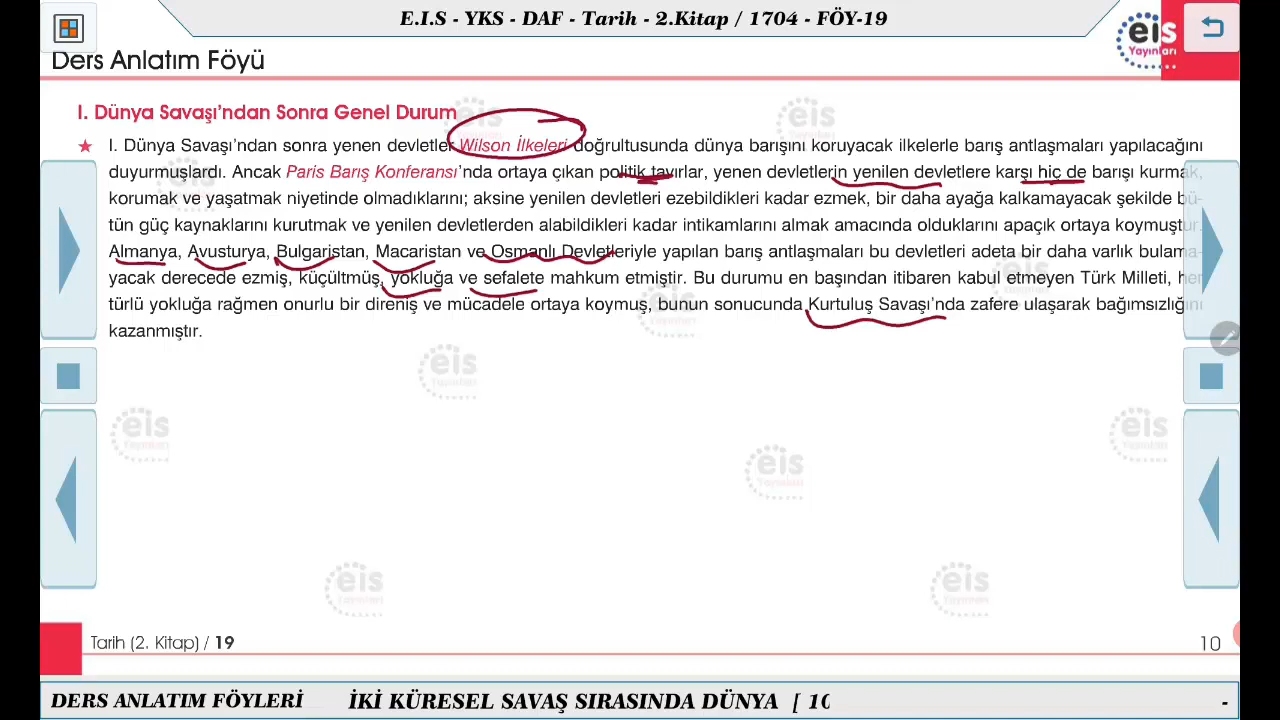 E.I.S - YKS - DAF - Tarih - 2.Kitap / 1704 - FÖY-19
eis
Yayınları
Ders Anlatım Föyü
I. Dünya Savaşı'ndan Sonra Genel Durum
★ I. Dünya Savaşı'ndan sonra yenen devletler Wilson İlkeleri doğrultusunda dünya barışını koruyacak ilkelerle barış antlaşmaları yapılacağını
duyurmuşlardı. Ancak Paris Barış Konferansı'nda ortaya çıkan politik tavırlar, yenen devletlerin yenilen devletlere karşı hiç de barışı kurmak,
korumak ve yaşatmak niyetinde olmadıklarını; aksine yenilen devletleri ezebildikleri kadar ezmek, bir daha ayağa kalkamayacak şekilde bü-
tün güç kaynaklarını kurutmak ve yenilen devletlerden alabildikleri kadar intikamlarını almak amacında olduklarını apaçık ortaya koymuştur.
Almanya, Avusturya, Bulgaristan, Macaristan ve Osmanlı Devletleriyle yapılan barış antlaşmaları bu devletleri adeta bir daha varlık bulama-
yacak derecede ezmiş, küçültmüş, yokluğa ve sefalete mahkum etmiştir. Bu durumu en başından itibaren kabul etmeyen Türk Milleti, her
türlü yokluğa rağmen onurlu bir direniş ve mücadele ortaya koymuş, bunun sonucunda Kurtuluş Savaşı'nda zafere ulaşarak bağımsızlığını
kazanmıştır.
Tarih (2. Kitap) / 19
10
DERS ANLATIM FÖYLERİ İKİ KÜRESEL SAVAŞ SIRASINDA DÜNYA [ 10 -